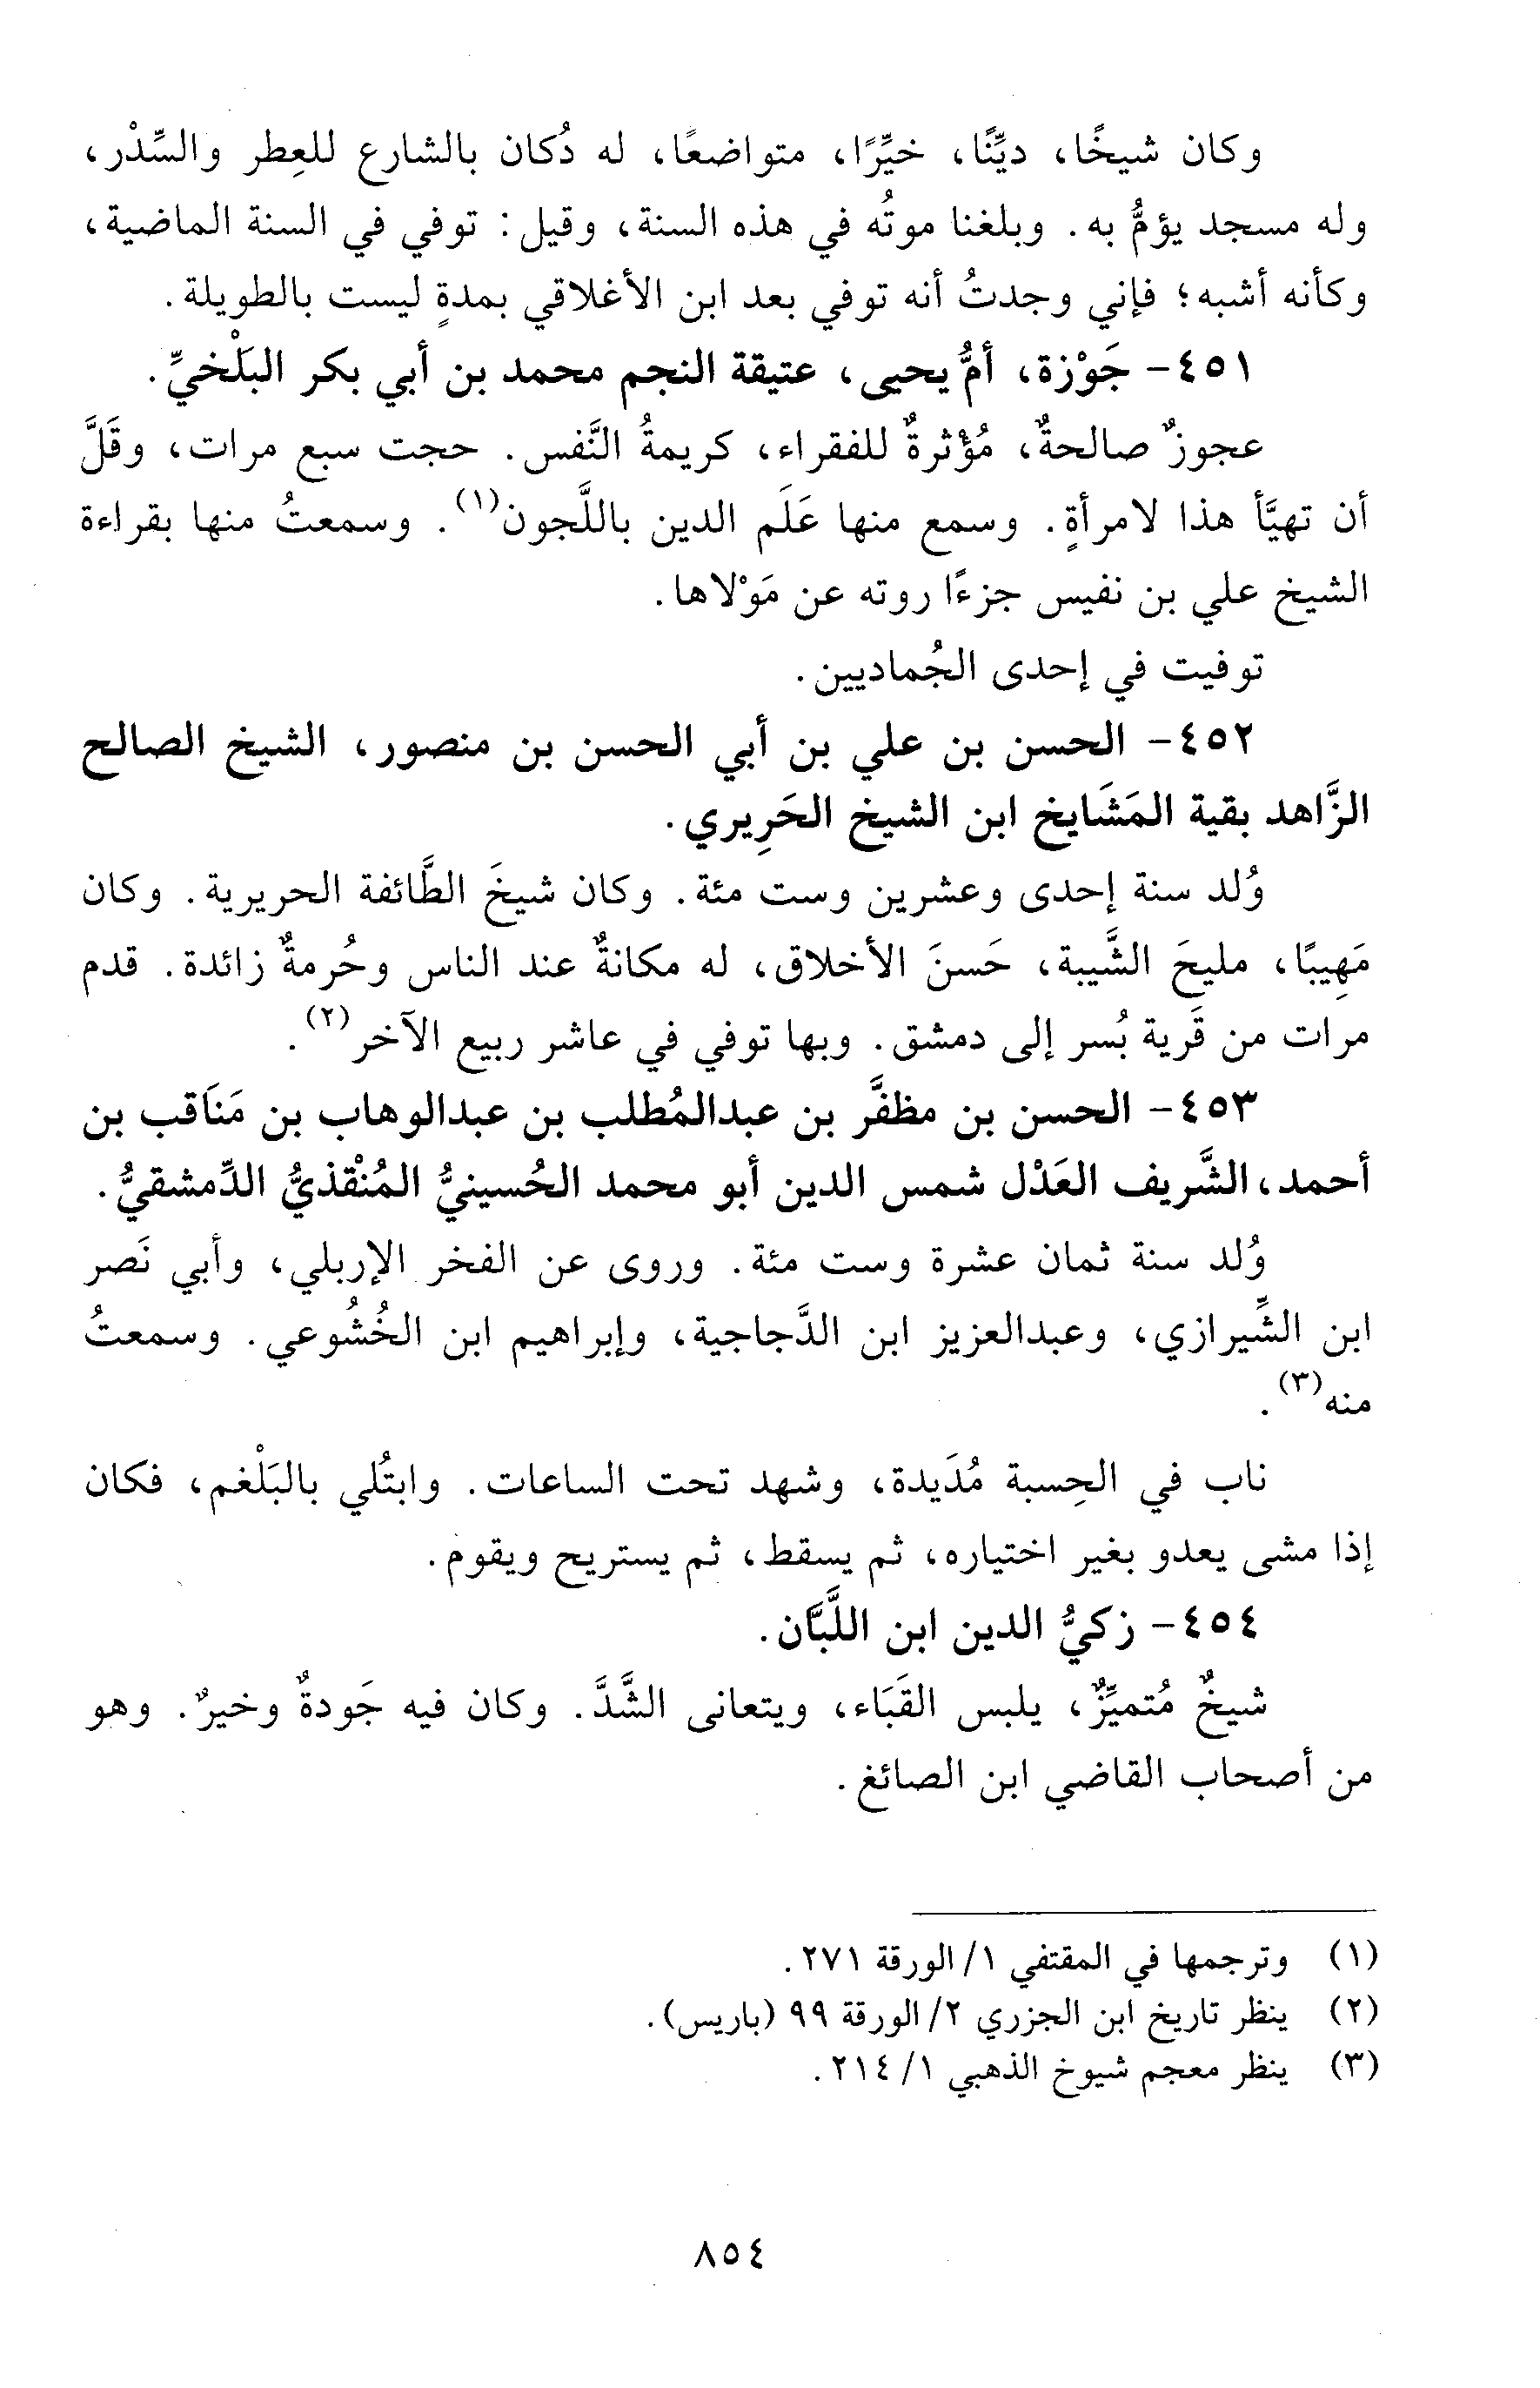 وكان شيخًا، ديِّنًا، خيِّرًا، متواضعًا، له دُكان بالشارع للعِطر والسِّدْر،
وله مسجد يؤمُّ به. وبلغنا موتُه في هذه السنة، وقيل: توفي في السنة الماضية،
وكأنه أشبه؛ فإني وجدتُ أنه توفي بعد ابن الأغلاقي بمدةٍ ليست بالطويلة.
٤٥١- جَوْزة، أمُّ يحيى، عتيقة النجم محمد بن أبي بكر البَلْخيِّ.
عجوزٌ صالحةٌ، مُؤْثرةٌ للفقراء، كريمةُ النَّفس. حجت سبع مرات، وقَلَّ
أن تهيَّأ هذا لامرأةٍ. وسمع منها عَلَم الدين باللَّجون(١). وسمعتُ منها بقراءة
الشيخ علي بن نفيس جزءًا روته عن مَوْلاها.
توفيت في إحدى الجُماديين.
٤٥٢- الحسن بن علي بن أبي الحسن بن منصور، الشيخ الصالح
الزَّاهد بقية المَشَايخ ابن الشيخ الحَرِيري.
وُلد سنة إحدى وعشرين وست مئة. وكان شيخَ الطَّائفة الحريرية. وكان
مَهِيبًا، مليحَ الشَّيبة، حَسنَ الأخلاق، له مكانةٌ عند الناس وحُرمةٌ زائدة. قدم
مرات من قَرية بُسر إلى دمشق. وبها توفي في عاشر ربيع الآخر(٢).
٤٥٣- الحسن بن مظفَّر بن عبدالمُطلب بن عبدالوهاب بن مَنَاقب بن
أحمد، الشَّريف العَدْل شمس الدين أبو محمد الحُسينيُّ المُنْقذيُّ الدِّمشقيُّ.
وُلد سنة ثمان عشرة وست مئة. وروى عن الفخر الإربلي، وأبي نَصر
ابن الشِّيرازي، وعبدالعزيز ابن الدَّجاجية، وإبراهيم ابن الخُشُوعي. وسمعتُ
منه(٣).
ناب في الحِسبة مُدَيدة، وشهد تحت الساعات. وابتُلي بالبَلْغم، فكان
إذا مشى يعدو بغير اختياره، ثم يسقط، ثم يستريح ويقوم.
٤٥٤- زكيُّ الدين ابن اللَّبَّان.
شيخٌ مُتميِّزٌ، يلبس القَبَاء، ويتعانى الشَّدَّ. وكان فيه جَودةٌ وخيرٌ. وهو
من أصحاب القاضي ابن الصائغ.
(١) وترجمها في المقتفي ١/ الورقة ٢٧١.
(٢) ينظر تاريخ ابن الجزري ٢/ الورقة ٩٩ (باريس).
(٣) ينظر معجم شيوخ الذهبي ١/ ٢١٤.
٨٥٤